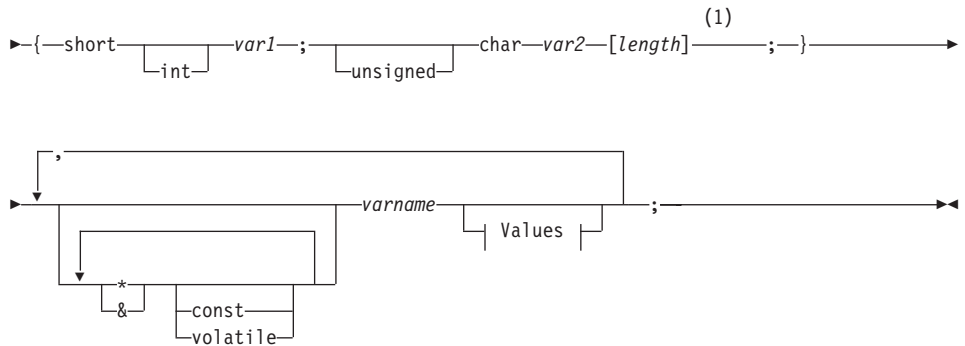 (1)
{ short var1 ; char var2 [length] ; }
int unsigned
,
varname ;
Values
*
& const
volatile